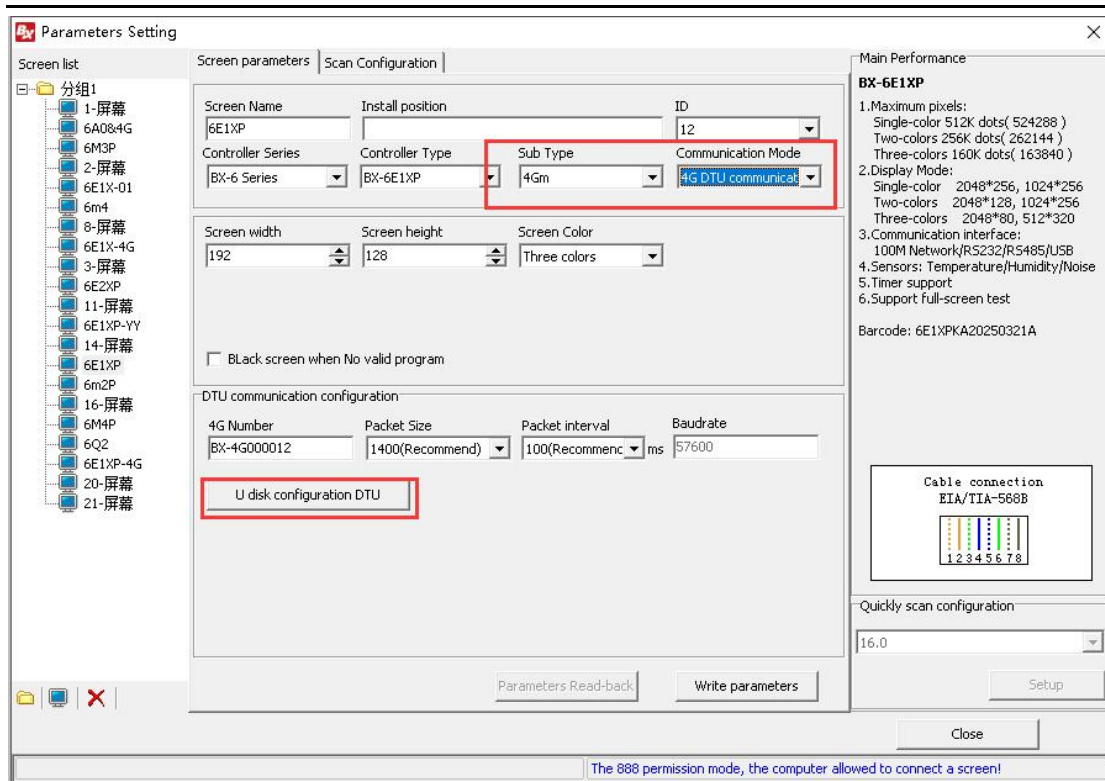 BX Parameters Setting
Screen list
分组1
1-屏幕
6A08&4G
6M3P
2-屏幕
6E1X-01
6m4
8-屏幕
6E1X-4G
3-屏幕
6E2XP
11-屏幕
6E1XP-YY
14-屏幕
6E1XP
6m2P
16-屏幕
6M4P
6Q2
6E1XP-4G
20-屏幕
21-屏幕
Screen parameters Scan Configuration
Screen Name Install position ID
6E1XP 12
Controller Series Controller Type Sub Type Communication Mode
BX-6 Series BX-6E1XP 4Gm 4G DTU communicat
Screen width Screen height Screen Color
192 128 Three colors
BLack screen when No valid program
DTU communication configuration
4G Number Packet Size Packet interval Baudrate
BX-4G000012 1400(Recommend) 100(Recommenc ms 57600
U disk configuration DTU
Parameters Read-back Write parameters
Main Performance
BX-6E1XP
1.Maximum pixels:
Single-color 512K dots( 524288 )
Two-colors 256K dots( 262144 )
Three-colors 160K dots( 163840 )
2.Display Mode:
Single-color 2048*256, 1024*256
Two-colors 2048*128, 1024*256
Three-colors 2048*80, 512*320
3.Communication interface:
100M Network/RS232/RS485/USB
4.Sensors: Temperature/Humidity/Noise
5.Timer support
6.Support full-screen test
Barcode: 6E1XPKA20250321A
Cable connection
EIA/TIA-568B
12345678
Quickly scan configuration
16.0
Setup
Close
The 888 permission mode, the computer allowed to connect a screen!